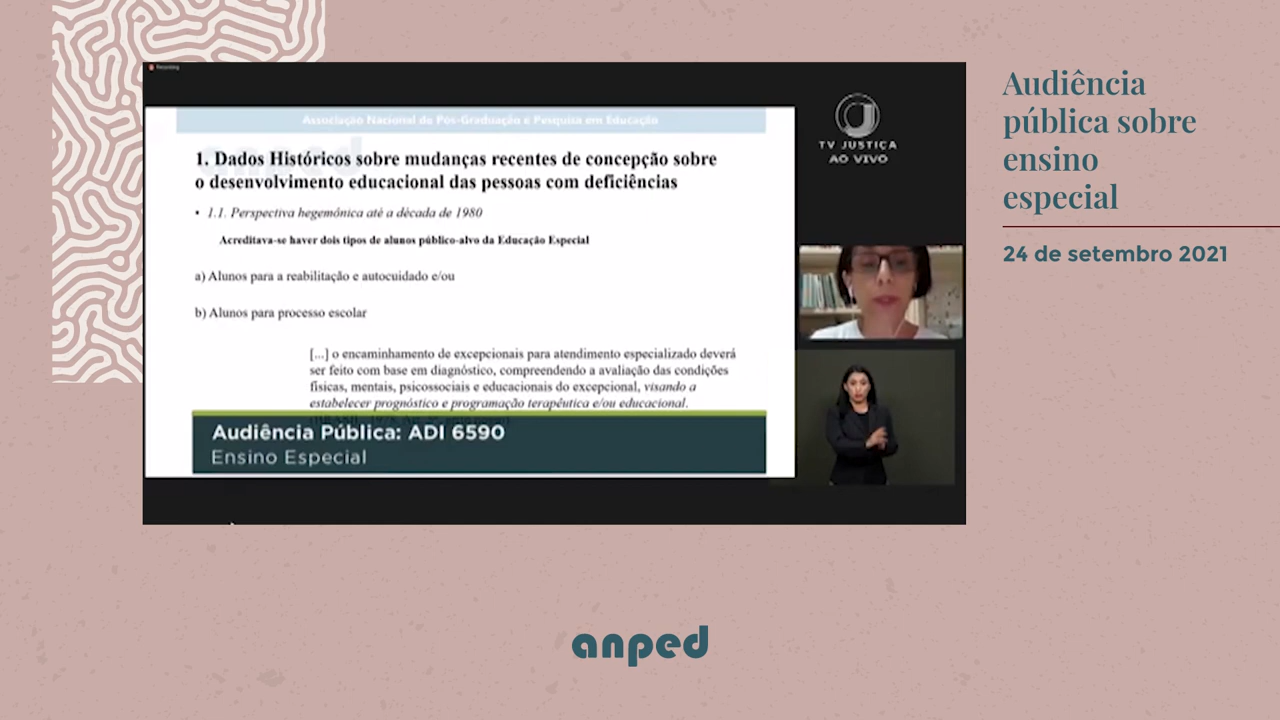 Recording
Associação Nacional de Pós-Graduação e Pesquisa em Educação
1. Dados Históricos sobre mudanças recentes de concepção sobre
o desenvolvimento educacional das pessoas com deficiências
• 1.1. Perspectiva hegemônica até a década de 1980
Acreditava-se haver dois tipos de alunos público-alvo da Educação Especial
a) Alunos para a reabilitação e autocuidado e/ou
b) Alunos para processo escolar
[...] o encaminhamento de excepcionais para atendimento especializado deverá
ser feito com base em diagnóstico, compreendendo a avaliação das condições
físicas, mentais, psicossociais e educacionais do excepcional, visando a
estabelecer prognóstico e programação terapêutica e/ou educacional.
Audiência Pública: ADI 6590
Ensino Especial
TV JUSTIÇA
AO VIVO
Audiência
pública sobre
ensino
especial
24 de setembro 2021
anped